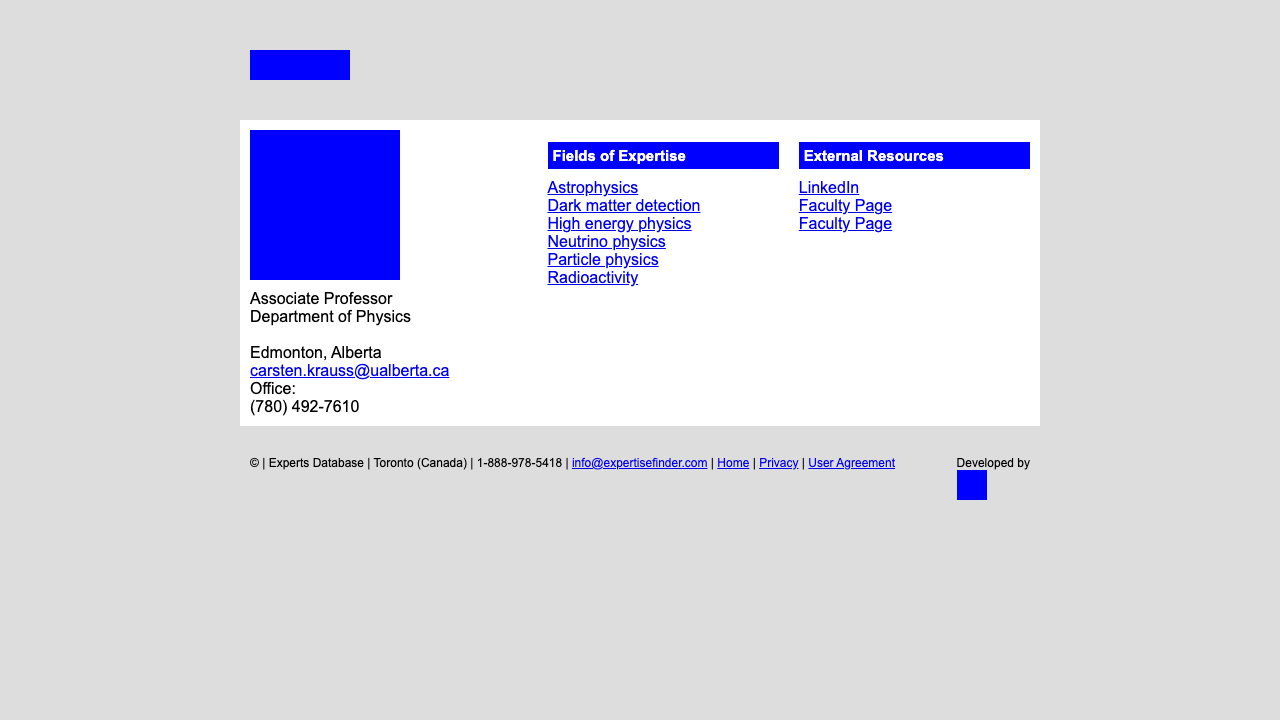 Associate Professor
Department of Physics
Edmonton, Alberta
carsten.krauss@ualberta.ca
Office:
(780) 492-7610
Fields of Expertise
Astrophysics
Dark matter detection
High energy physics
Neutrino physics
Particle physics
Radioactivity
External Resources
LinkedIn
Faculty Page
Faculty Page
© | Experts Database | Toronto (Canada) | 1-888-978-5418 | info@expertisefinder.com | Home | Privacy | User Agreement
Developed by